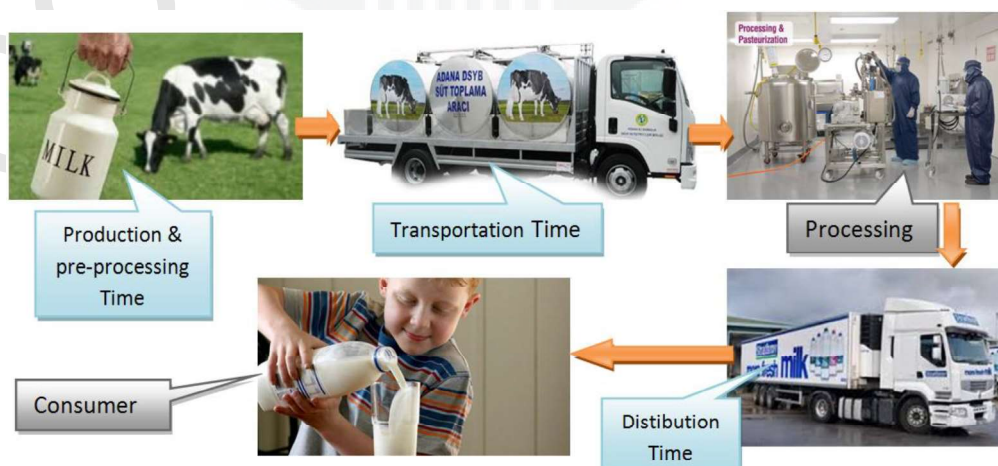 MILK
ADANA DSYB
SÜT TOPLAMA
ARACI
Processing &
Pasteurization
Production &
pre-processing
Time
Transportation Time
Processing
fresh milk
Consumer
Distibution
Time